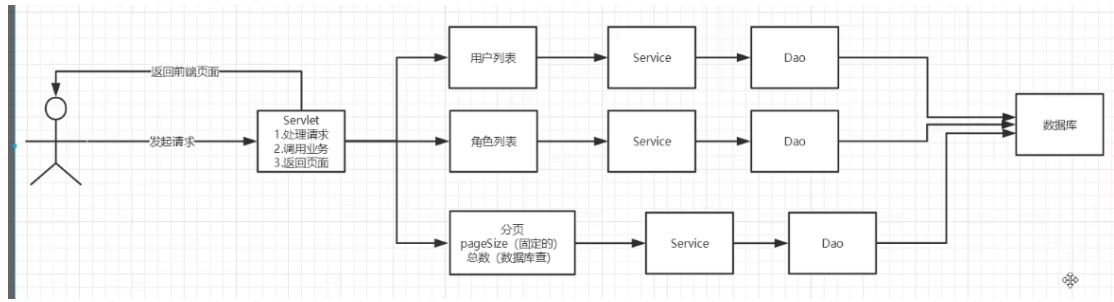 返回前端页面
发起请求
Servlet
1.处理请求
2.调用业务
3.返回页面
用户列表
Service
Dao
角色列表
Service
Dao
分页
pageSize（固定的）
总数（数据库查）
Service
Dao
数据库